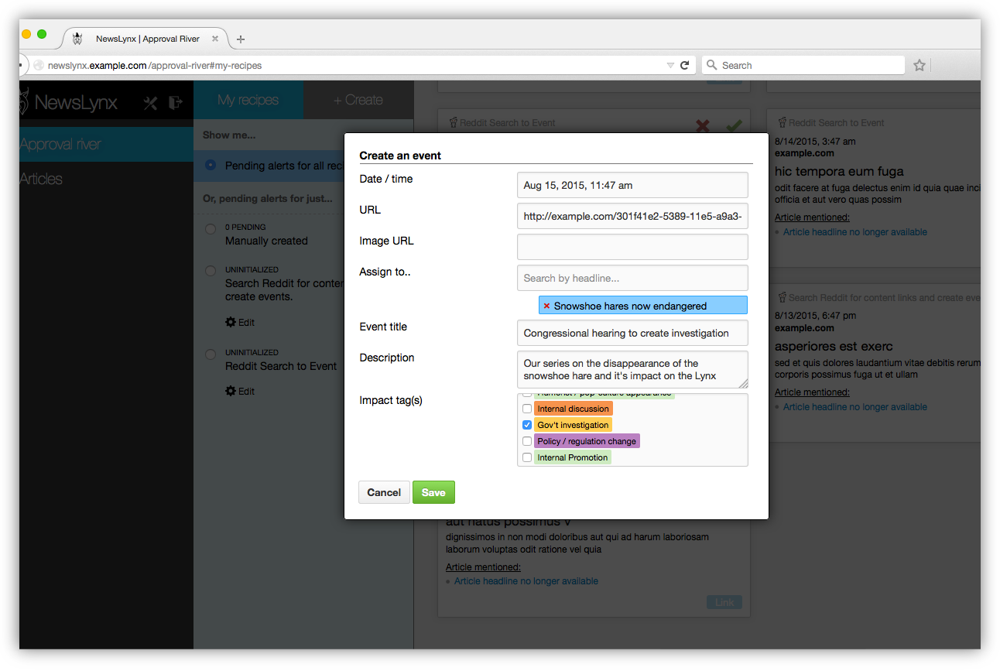 NewsLynx | Approval River
newslynx.example.com/approval-river#my-recipes
Search
NewsLynx
My recipes
+ Create
Approval river
Articles
Show me...
Pending alerts for all reci
Or, pending alerts for just...
0 PENDING
Manually created
UNINITIALIZED
Search Reddit for conten
create events.
Edit
UNINITIALIZED
Reddit Search to Event
Edit
Reddit Search to Event
Create an event
Date / time
Aug 15, 2015, 11:47 am
URL
http://example.com/301f41e2-5389-11e5-a9a3-
Image URL
Assign to..
Search by headline...
Snowshoe hares now endangered
Event title
Congressional hearing to create investigation
Description
Our series on the disappearance of the
snowshoe hare and it's impact on the Lynx
Impact tag(s)
Humorist / pop-culture appearance
Internal discussion
Gov't investigation
Policy / regulation change
Internal Promotion
Cancel
Save
aut natus possimus v
dignissimos in non modi doloribus aut qui ad harum laboriosam
laborum voluptas odit ratione vel quia
Article mentioned:
Article headline no longer available
Link
Reddit Search to Event
8/14/2015, 3:47 am
example.com
hic tempora eum fuga
odit facere at fuga delectus enim id quia quae inci
officia et aut vero quas possim
Article mentioned:
Article headline no longer available
Search Reddit for content links and create eve
8/13/2015, 6:47 pm
example.com
asperiores est exerc
sed et quis dolores laudantium vitae debitis rerum
corporis possimus fuga ut et ullam
Article mentioned:
Article headline no longer available